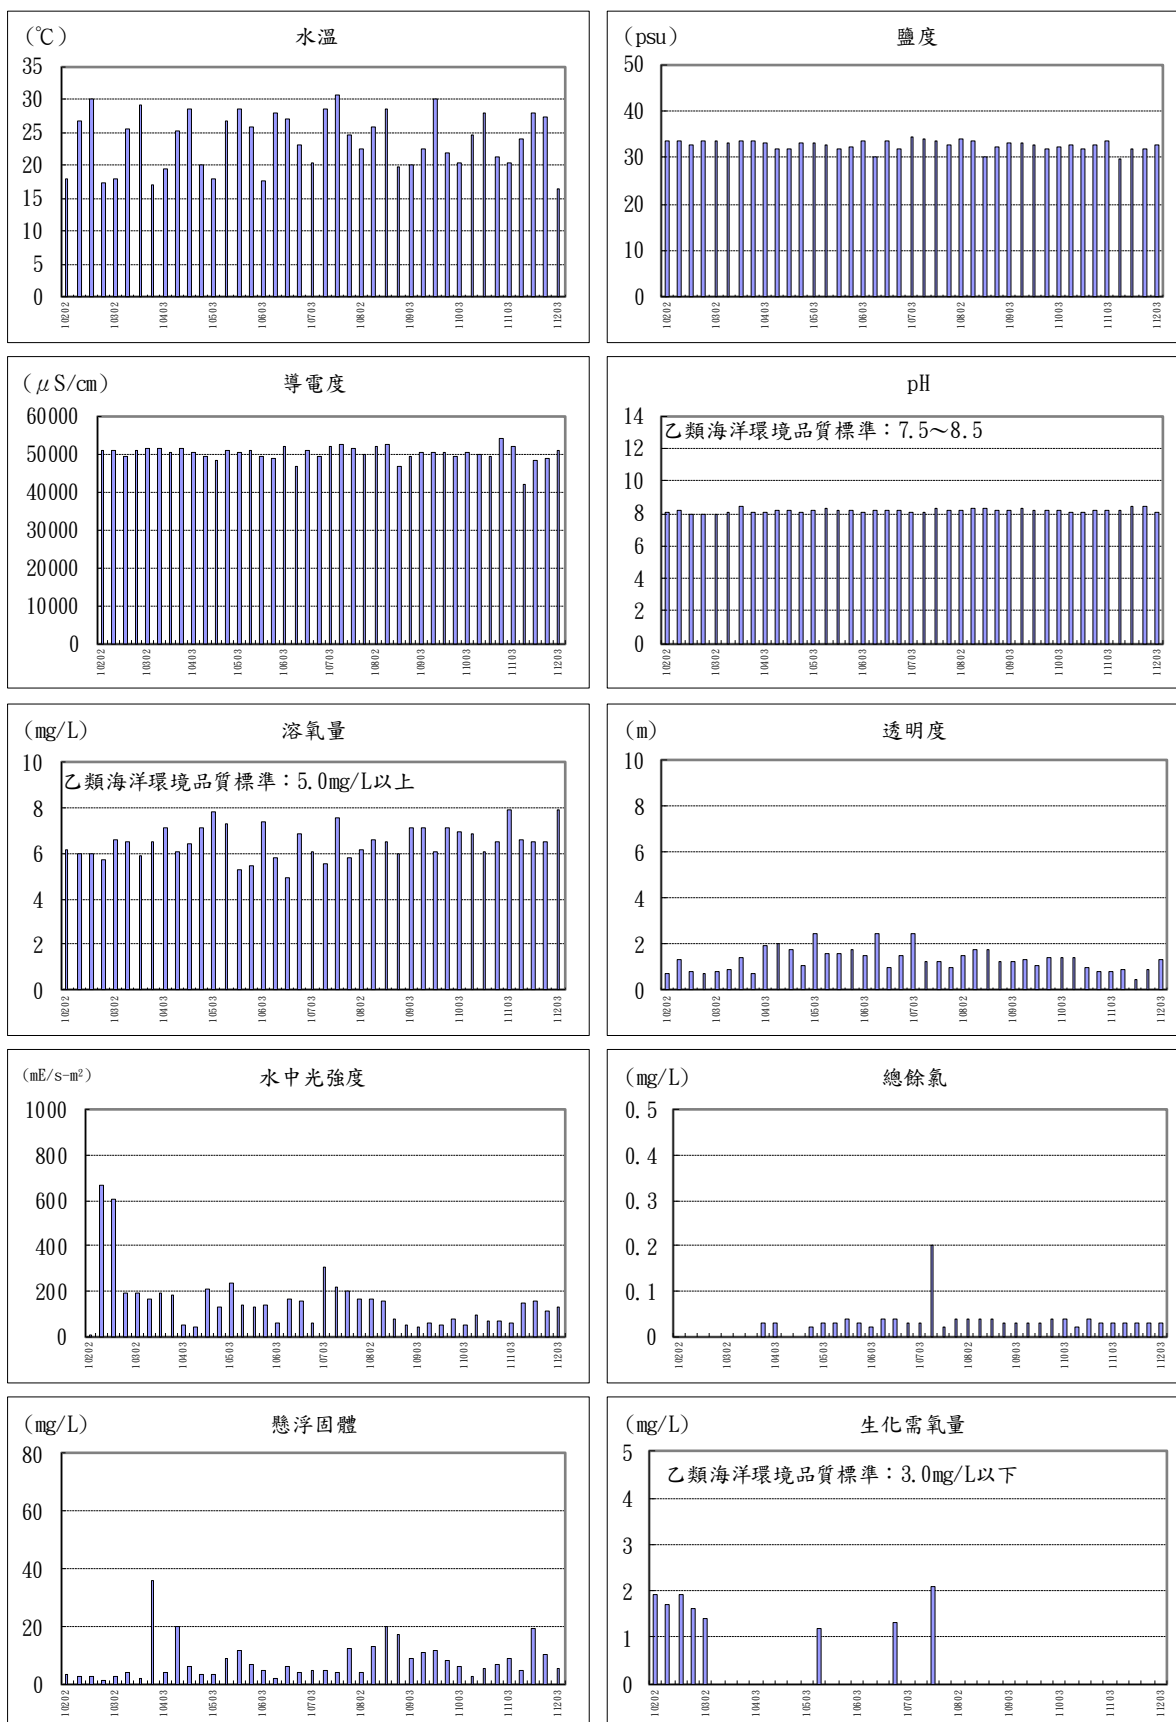 (℃) 水溫
35
30
25
20
15
10
5
0
10202 10302 10403 10503 10603 10703 10802 10903 11003 11103 11203
(psu) 鹽度
50
40
30
20
10
0
10202 10302 10403 10503 10603 10703 10802 10903 11003 11103 11203
(μS/cm) 導電度
60000
50000
40000
30000
20000
10000
0
10202 10302 10403 10503 10603 10703 10802 10903 11003 11103 11203
pH
乙類海洋環境品質標準：7.5～8.5
14
12
10
8
6
4
2
0
10202 10302 10403 10503 10603 10703 10802 10903 11003 11103 11203
(mg/L) 溶氧量
乙類海洋環境品質標準：5.0mg/L以上
10
8
6
4
2
0
10202 10302 10403 10503 10603 10703 10802 10903 11003 11103 11203
(m) 透明度
10
8
6
4
2
0
10202 10302 10403 10503 10603 10703 10802 10903 11003 11103 11203
(mE/s-m²) 水中光強度
1000
800
600
400
200
0
10202 10302 10403 10503 10603 10703 10802 10903 11003 11103 11203
(mg/L) 總餘氯
0.5
0.4
0.3
0.2
0.1
0
10202 10302 10403 10503 10603 10703 10802 10903 11003 11103 11203
(mg/L) 懸浮固體
80
60
40
20
0
10202 10302 10403 10503 10603 10703 10802 10903 11003 11103 11203
(mg/L) 生化需氧量
乙類海洋環境品質標準：3.0mg/L以下
5
4
3
2
1
0
10202 10302 10403 10503 10603 10703 10802 10903 11003 11103 11203